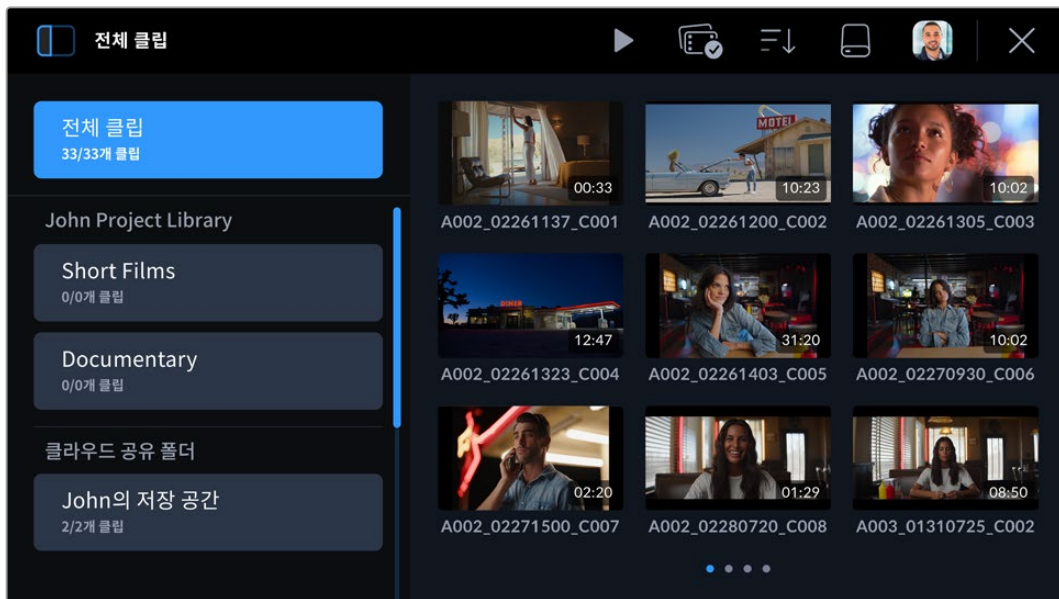 전체 클립
전체 클립
33/33개 클립
John Project Library
Short Films
0/0개 클립
Documentary
0/0개 클립
클라우드 공유 폴더
John의 저장 공간
2/2개 클립
MOTEL
00:33
10:23
10:02
A002_02261137_C001
A002_02261200_C002
A002_02261305_C003
DINER
12:47
31:20
10:02
A002_02261323_C004
A002_02261403_C005
A002_02270930_C006
02:20
01:29
08:50
A002_02271500_C007
A002_02280720_C008
A003_01310725_C002